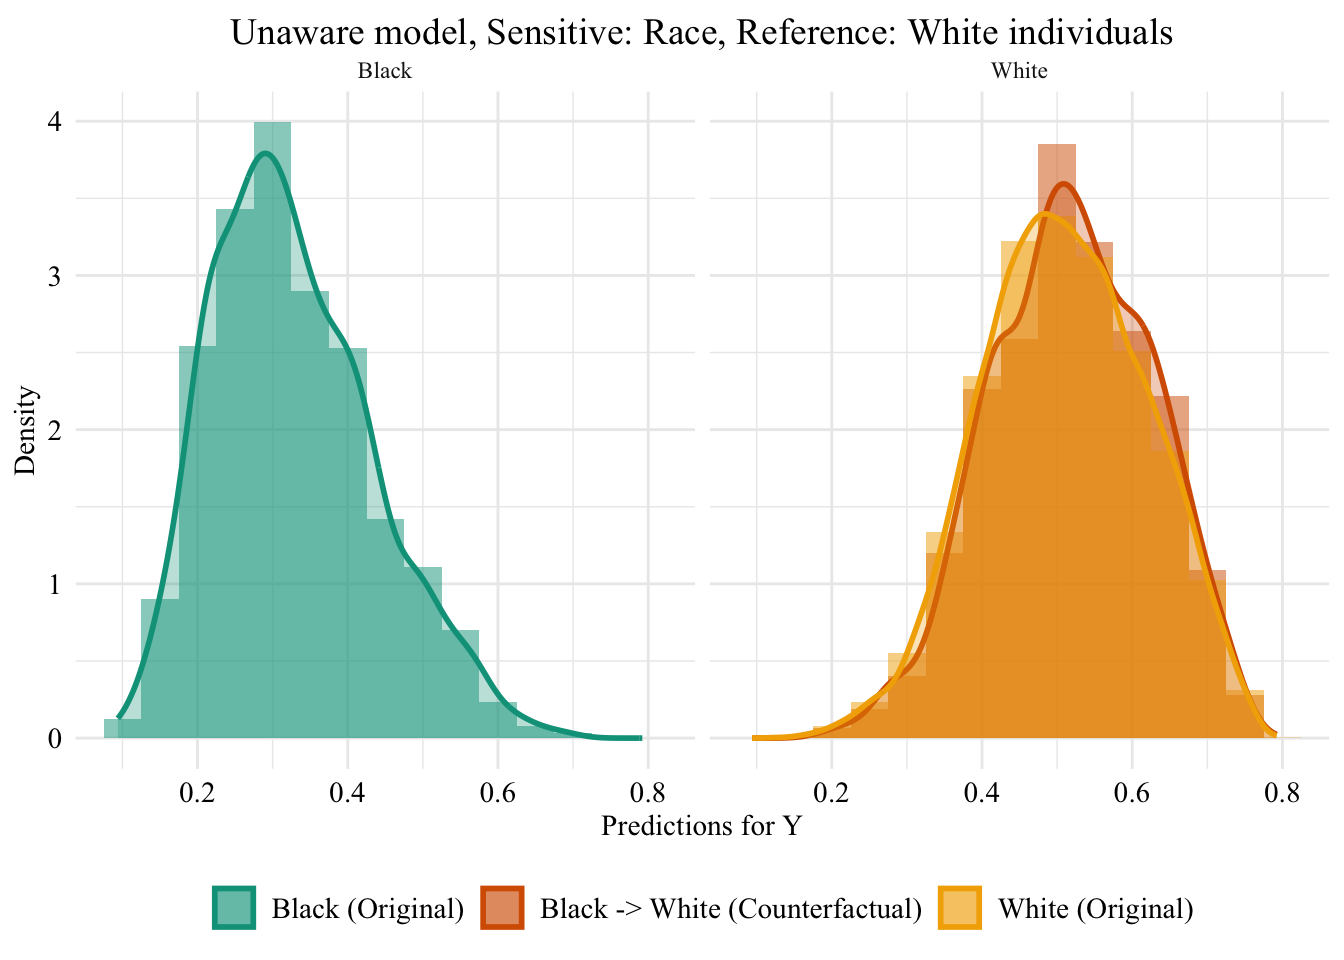 Unaware model, Sensitive: Race, Reference: White individuals
Black
White
4
3
2
1
0
Density
0.2 0.4 0.6 0.8
0.2 0.4 0.6 0.8
Predictions for Y
Black (Original) Black -> White (Counterfactual) White (Original)